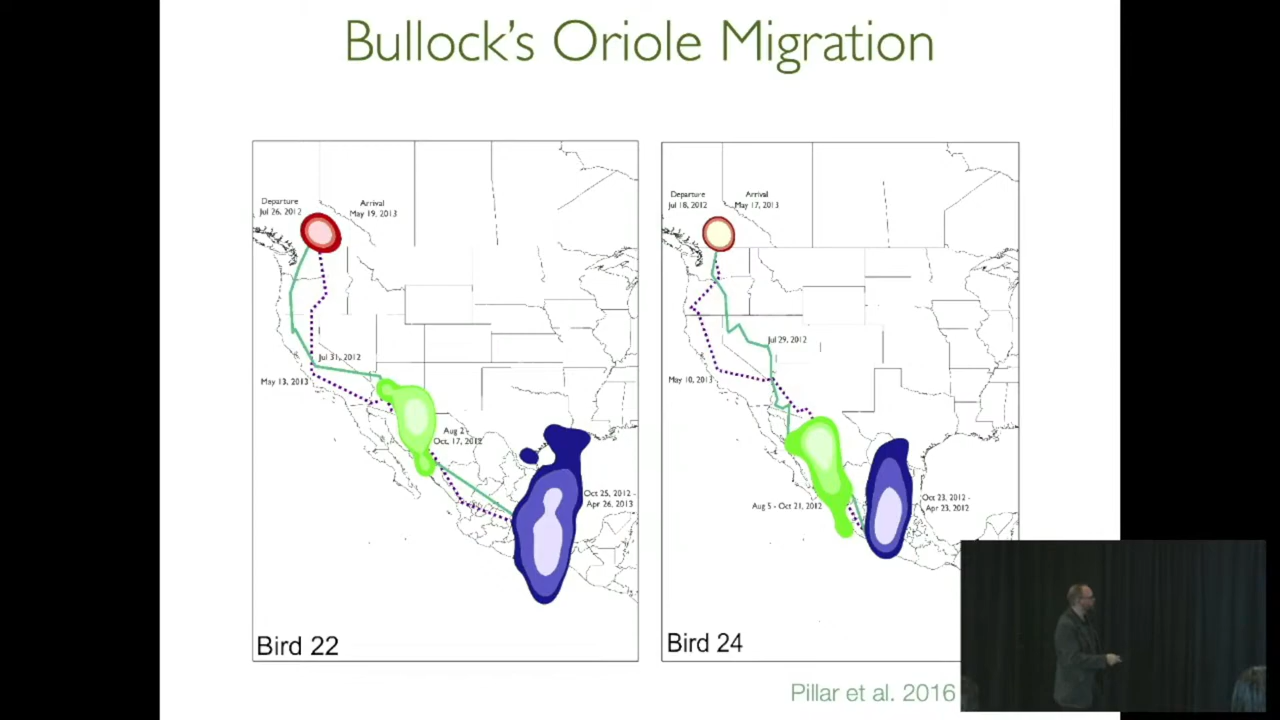 Bullock's Oriole Migration
Departure
Jul 26, 2012
Arrival
May 19, 2013
Jul 31, 2012
May 13, 2013
Aug 2 -
Oct, 17, 2012
Oct 25, 2012 -
Apr 26, 2013
Bird 22
Departure
Jul 18, 2012
Arrival
May 17, 2013
Jul 29, 2012
May 10, 2013
Aug 5 - Oct 21, 2012
Oct 23, 2012 -
Apr 23, 2012
Bird 24
Pillar et al. 2016